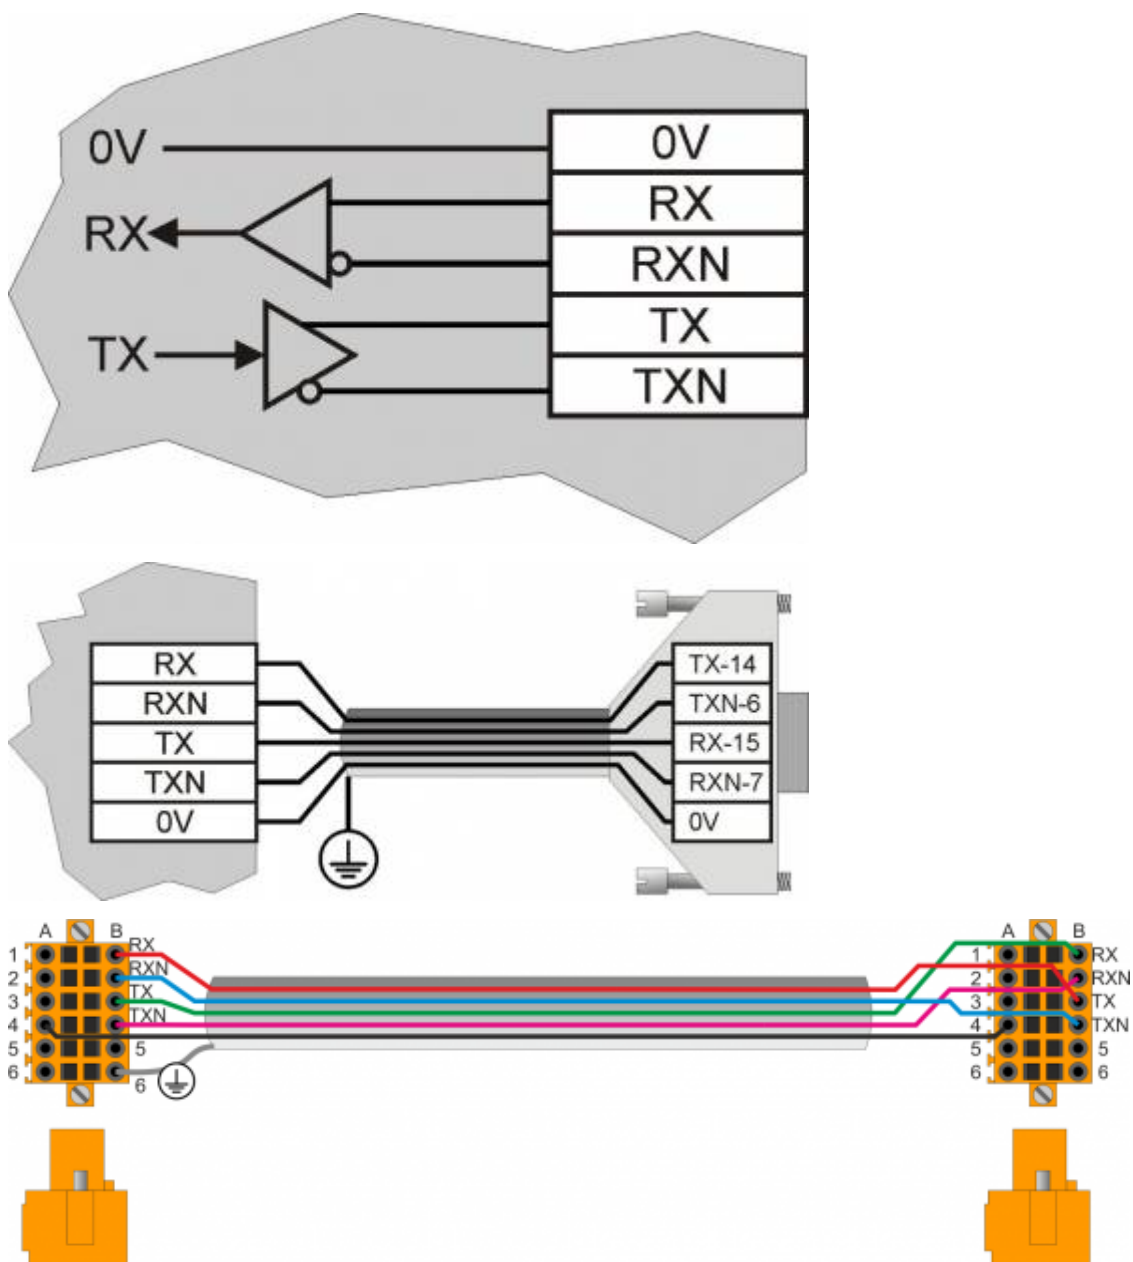 0V 0V
RX RX
RXN
TX TX
TXN
RX TX-14
RXN TXN-6
TX RX-15
TXN RXN-7
0V 0V
A B A B
1 RX 1 RX
2 RXN 2 RXN
3 TX 3 TX
4 TXN 4 TXN
5 5 5 5
6 6 6 6